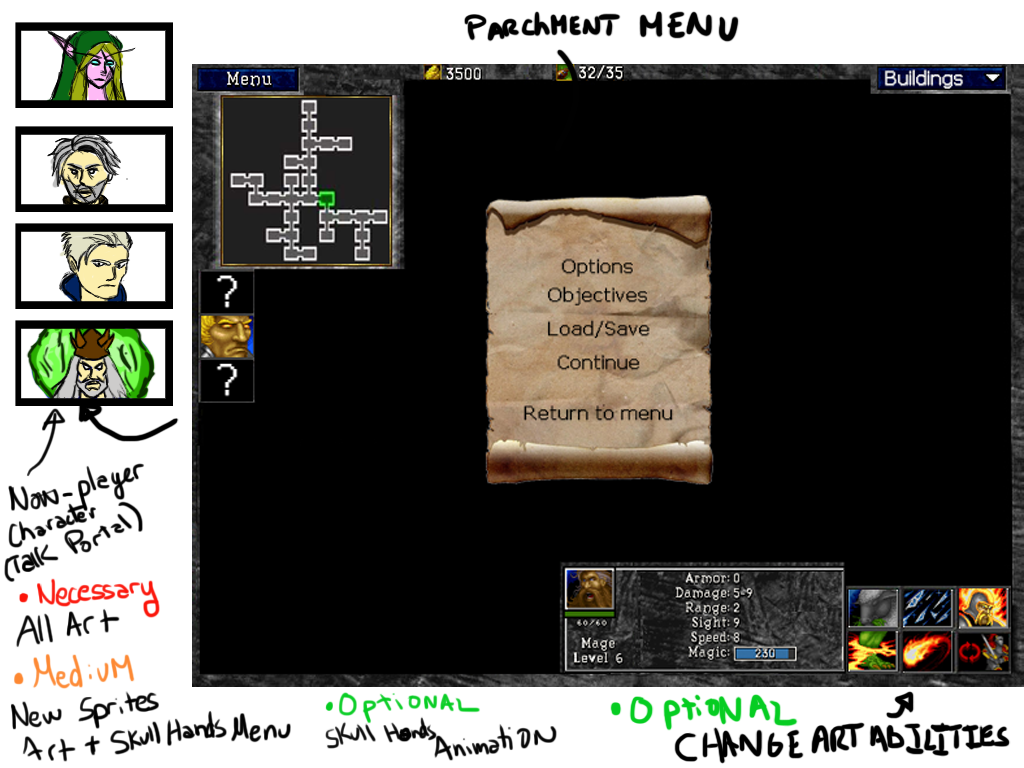 PARCHMENT MENU
Menu
3500
32/35
Buildings
?
?
Options
Objectives
Load/Save
Continue
Return to menu
Non-player
Character
(Talk Portal)
• Necessary
All Art
• MediuM
New Sprites
Art + Skull Hands Menu
60/60
Mage
Level 6
Armor: 0
Damage: 5-9
Range: 2
Sight: 9
Speed: 8
Magic: 230
• OPtiONAL
Skull Hands Animation
• OPtiONAL
CHANGE ART ABILITIES